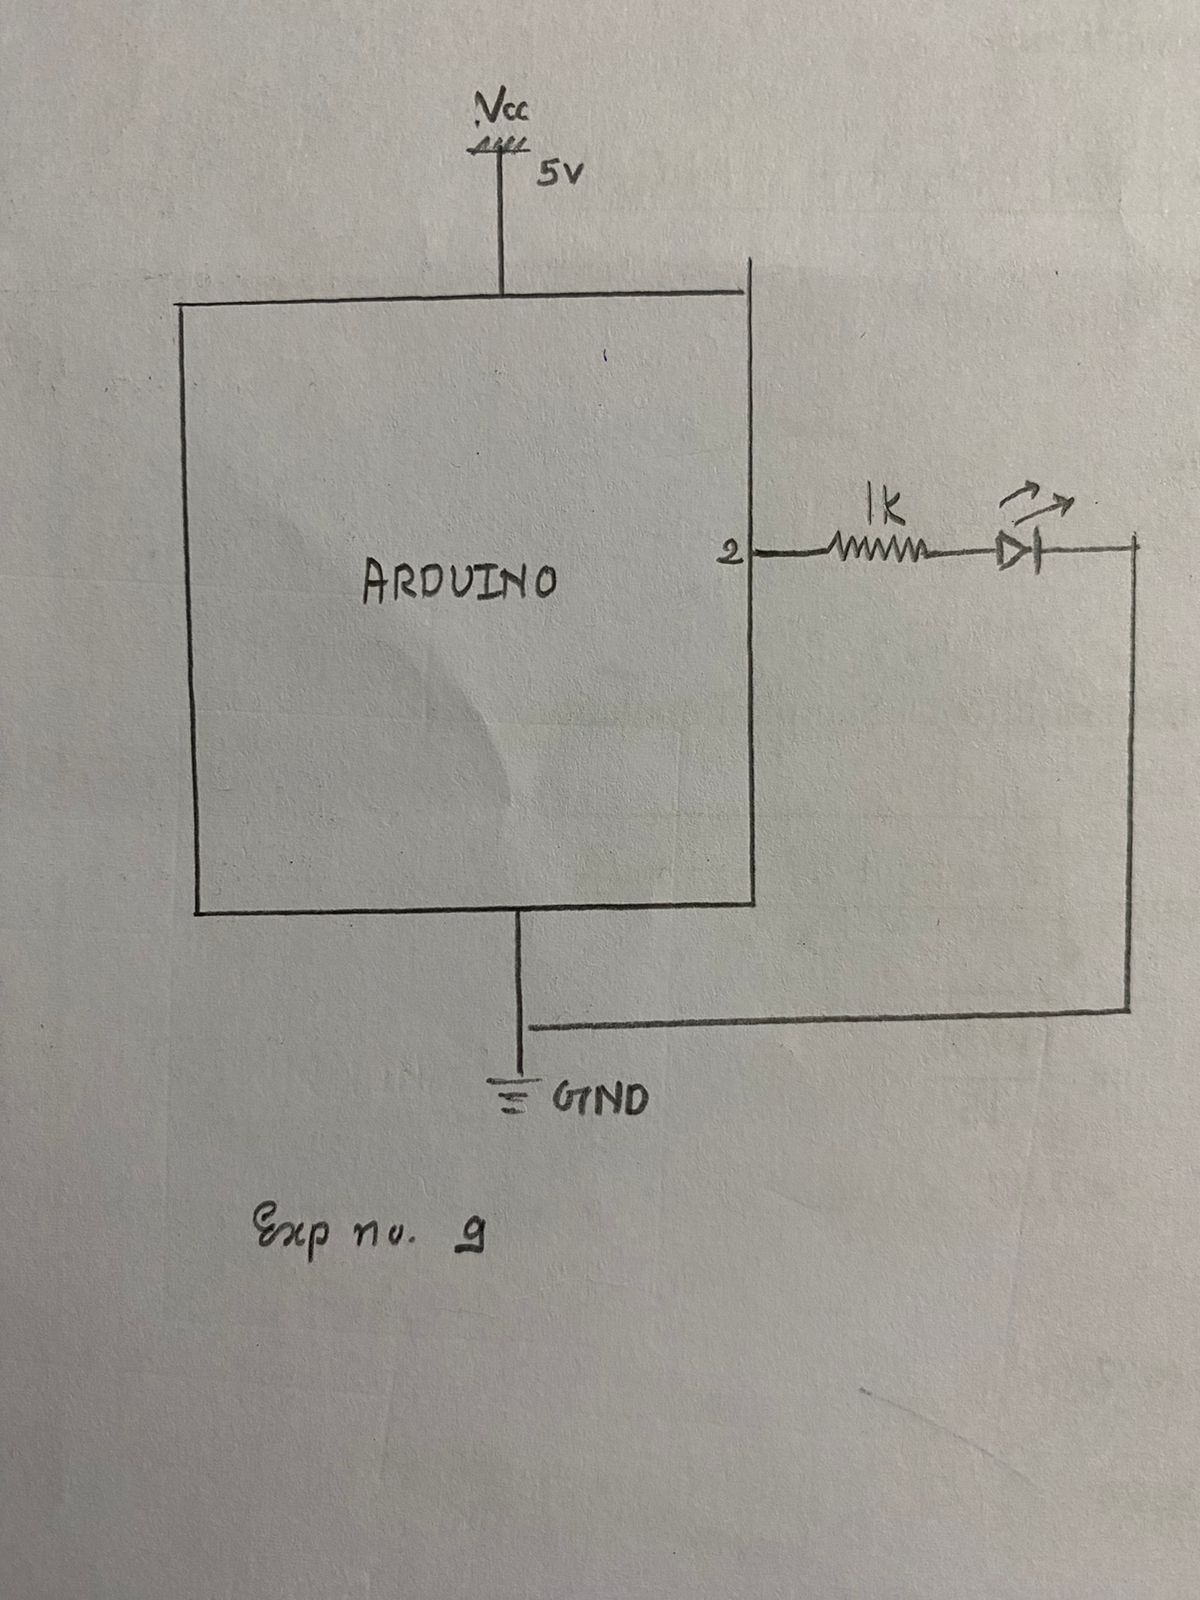 Vcc
5V
1K
2
ARDUINO
GND
Exp no. 9